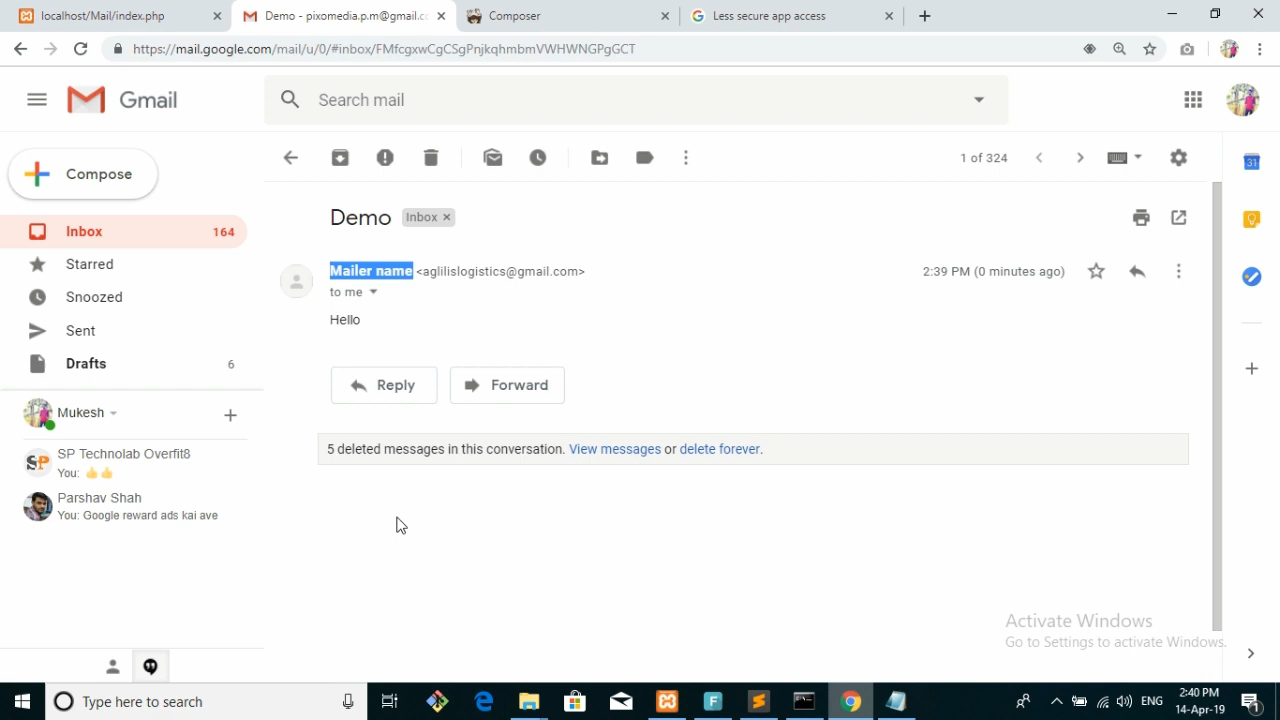 localhost/Mail/index.php
Demo - pixomedia.p.m@gmail.c
Composer
Less secure app access
https://mail.google.com/mail/u/0/#inbox/FMfcgxwCgCSgPnjkqhmbmVWHWNGPgGCT
Gmail
Search mail
Compose
1 of 324
Inbox 164
Starred
Snoozed
Sent
Drafts 6
Demo
Inbox
Mailer name <aglilislogistics@gmail.com>
2:39 PM (0 minutes ago)
to me
Hello
Reply
Forward
5 deleted messages in this conversation. View messages or delete forever.
Mukesh
SP Technolab Overfit8
You: 👍👍
Parshav Shah
You: Google reward ads kai ave
31
Activate Windows
Go to Settings to activate Windows.
Type here to search
ENG
2:40 PM
14-Apr-19
1